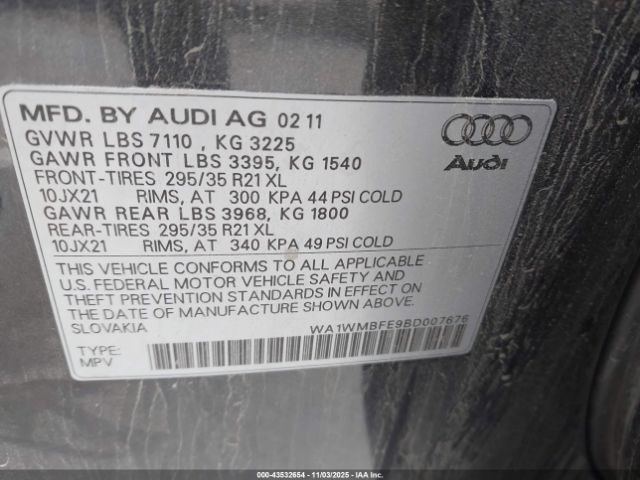 MFD. BY AUDI AG 02 11
GVWR LBS 7110 , KG 3225
GAWR FRONT LBS 3395, KG 1540
FRONT-TIRES 295/35 R21 XL
10JX21 RIMS, AT 300 KPA 44 PSI COLD
GAWR REAR LBS 3968, KG 1800
REAR-TIRES 295/35 R21 XL
10JX21 RIMS, AT 340 KPA 49 PSI COLD
Audi
THIS VEHICLE CONFORMS TO ALL APPLICABLE
U.S. FEDERAL MOTOR VEHICLE SAFETY AND
THEFT PREVENTION STANDARDS IN EFFECT ON
THE DATE OF MANUFACTURE SHOWN ABOVE.
SLOVAKIA
WA1WMBFE9BD007676
TYPE:
MPV
000-43532654 | 11/03/2025 | IAA, Inc.